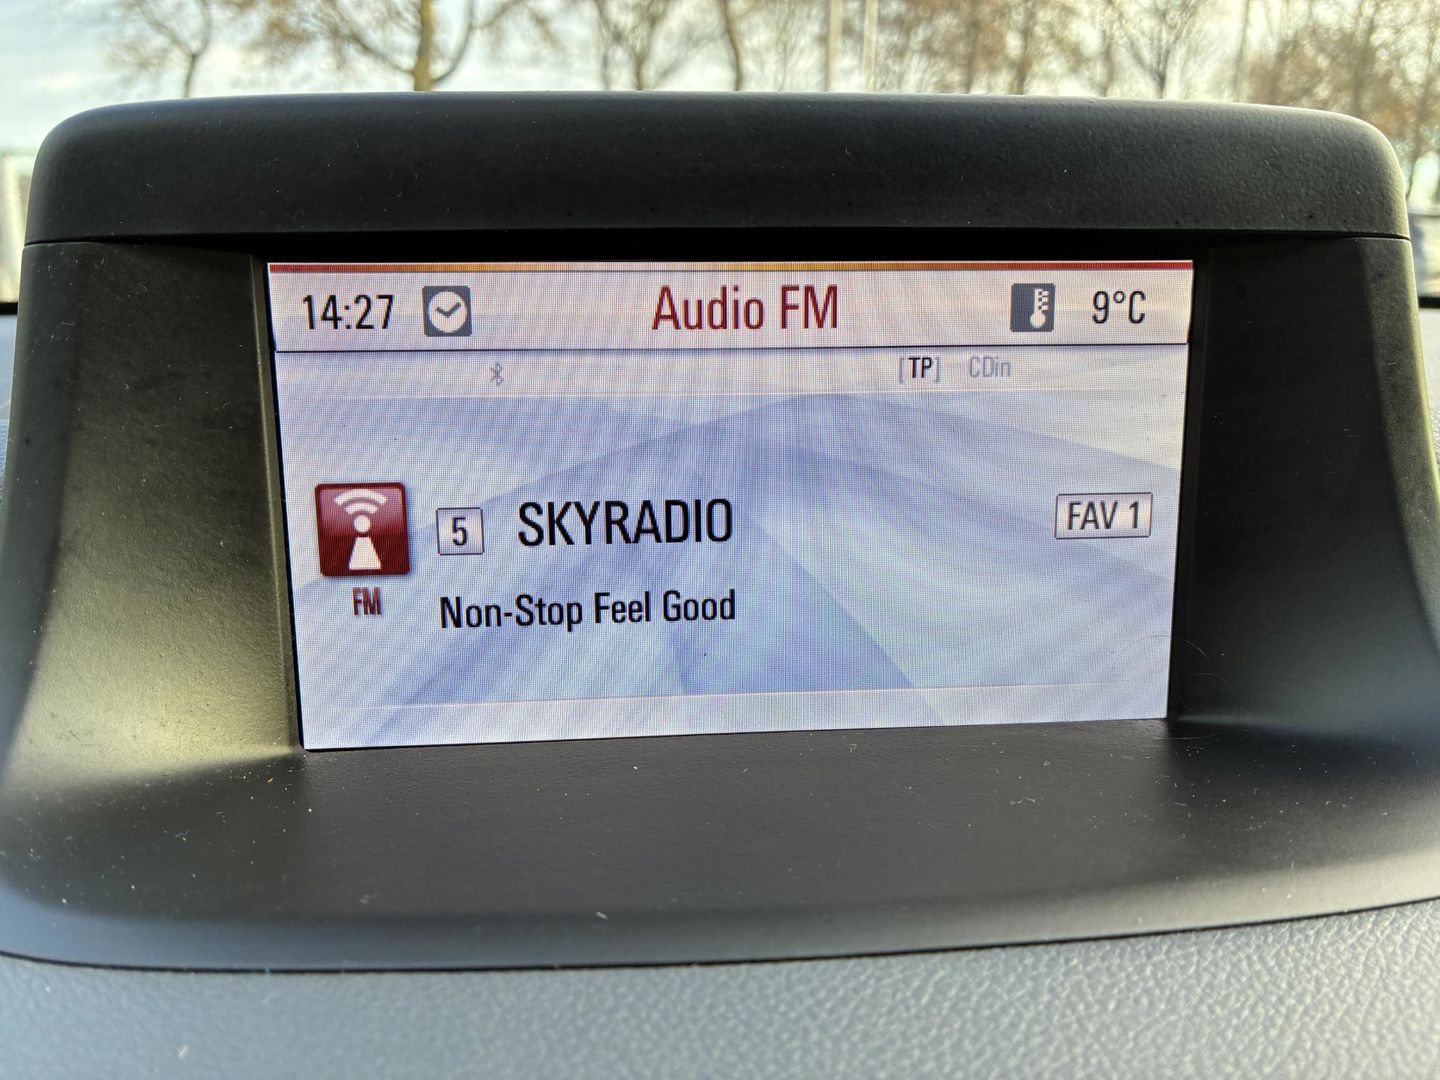 14:27 Audio FM 9°C
[TP] CDin
5 SKYRADIO FAV 1
FM
Non-Stop Feel Good